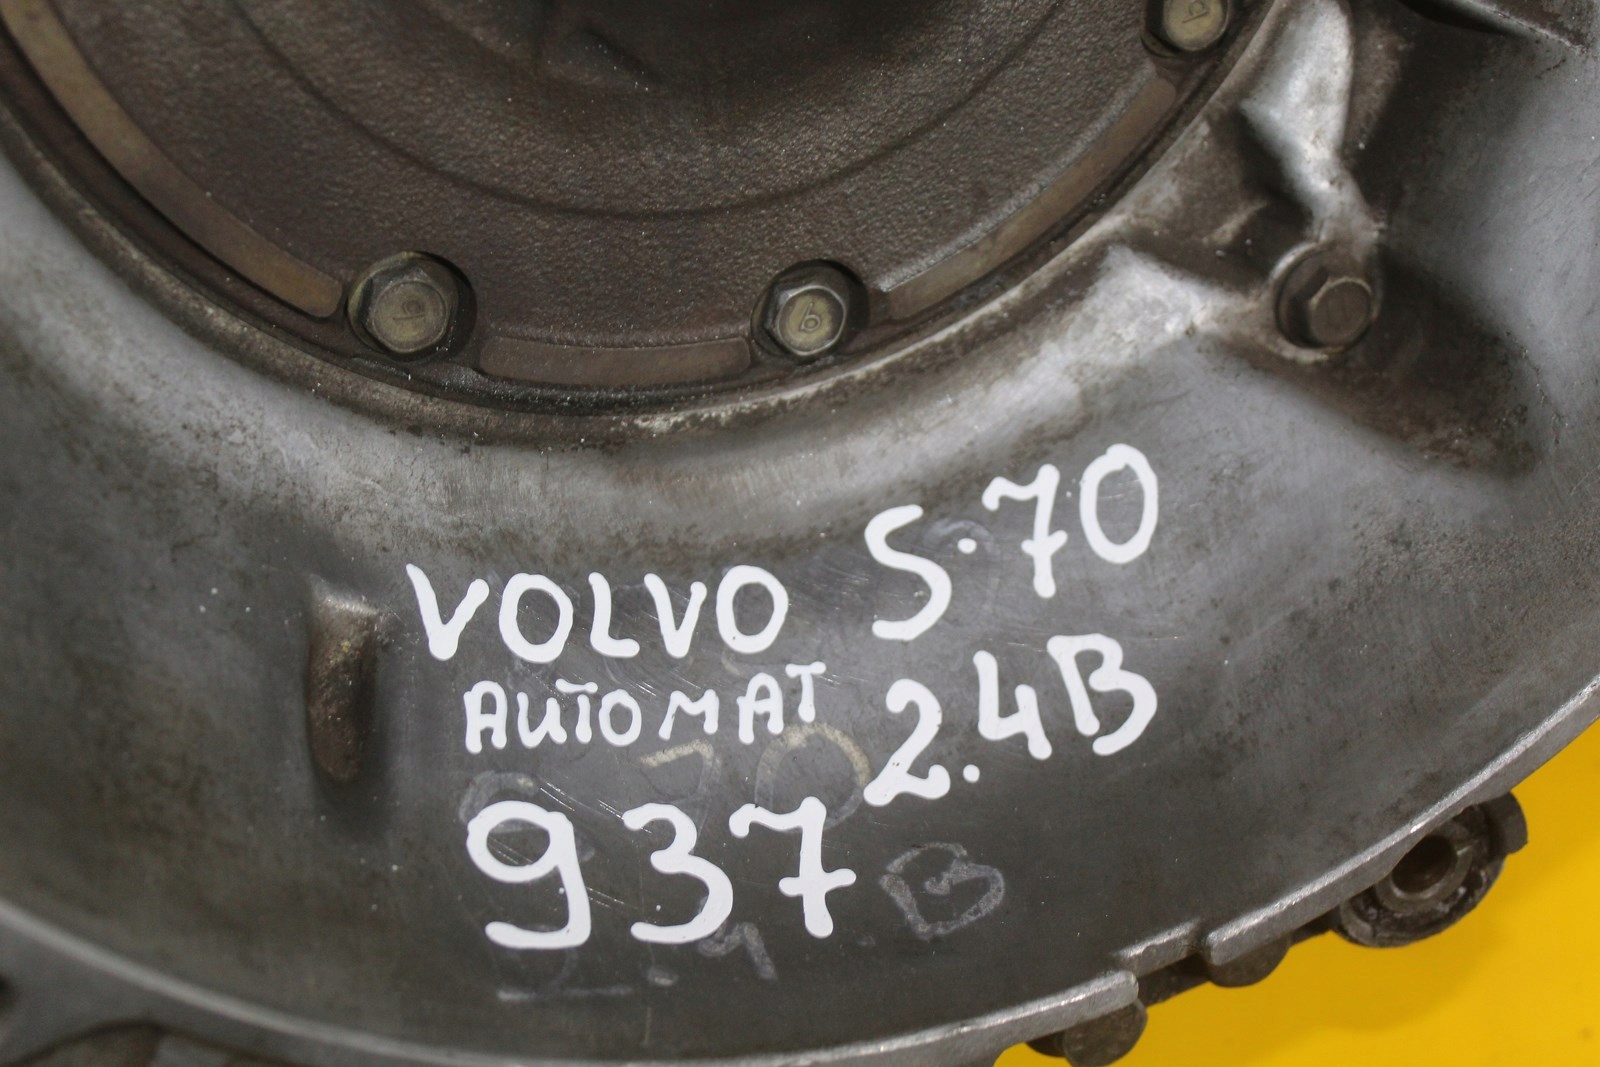 VOLVO S·70
AUTOMAT 2.4B
937